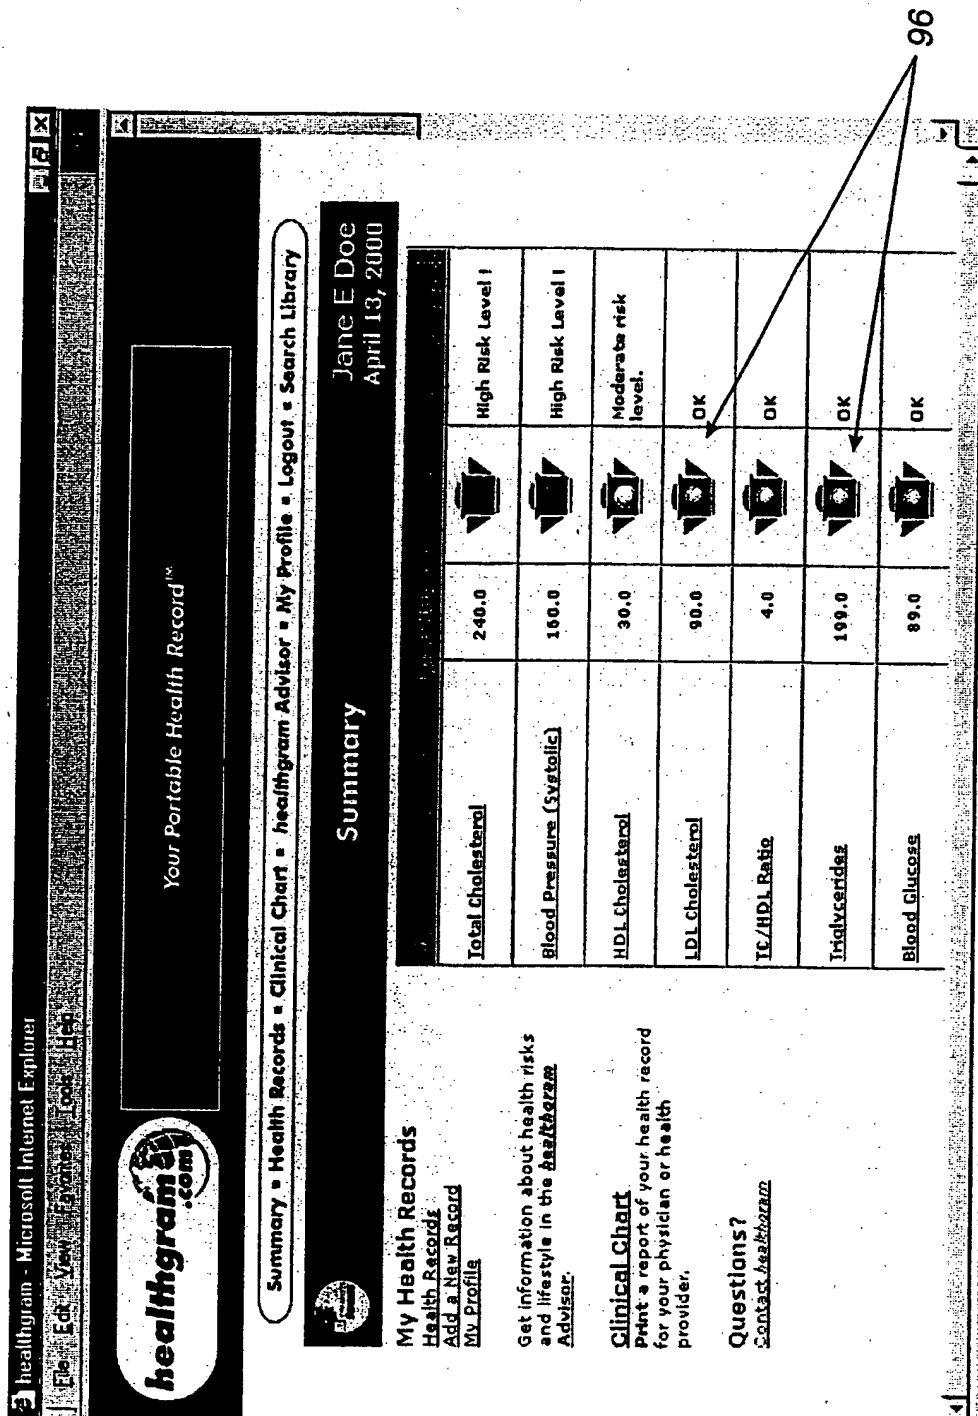 healthgram - Microsoft Internet Explorer
File Edit View Favorites Tools Help
healthgram
.com
Your Portable Health Record™
Summary ▪ Health Records ▪ Clinical Chart ▪ healthgram Advisor ▪ My Profile ▪ Logout ▪ Search Library
Summary
Jane E Doe
April 13, 2000
My Health Records
Health Records
Add a New Record
My Profile
Get information about health risks
and lifestyle in the healthgram
Advisor.
Clinical Chart
Print a report of your health record
for your physician or health
provider.
Questions?
Contact healthgram
Total Cholesterol 240.0 High Risk Level !
Blood Pressure (Systolic) 160.0 High Risk Level !
HDL Cholesterol 30.0 Moderate risk
level.
LDL Cholesterol 90.0 OK
TC/HDL Ratio 4.0 OK
Triglycerides 199.0 OK
Blood Glucose 89.0 OK
96